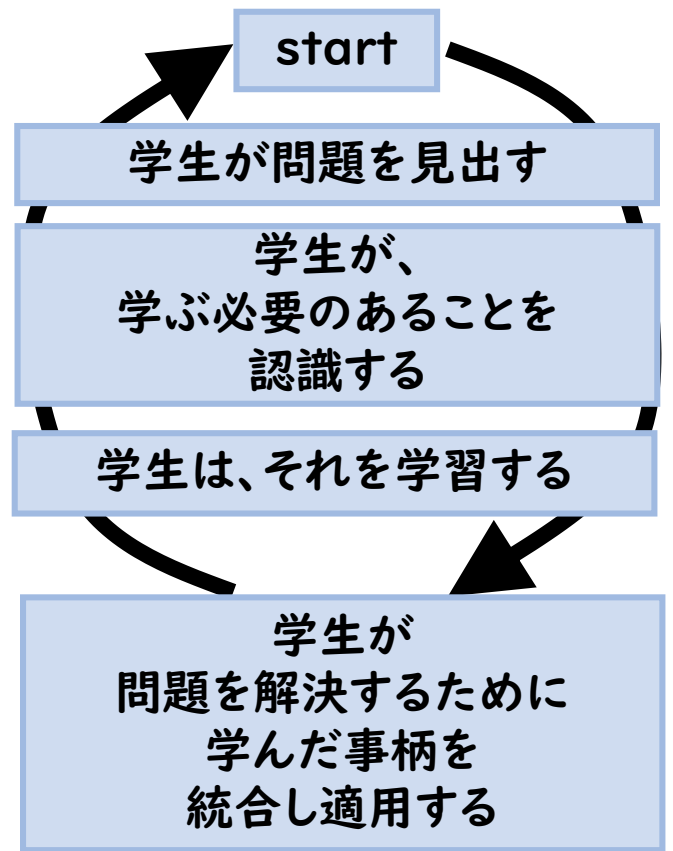 start
学生が問題を見出す
学生が、
学ぶ必要のあることを
認識する
学生は、それを学習する
学生が
問題を解決するために
学んだ事柄を
統合し適用する